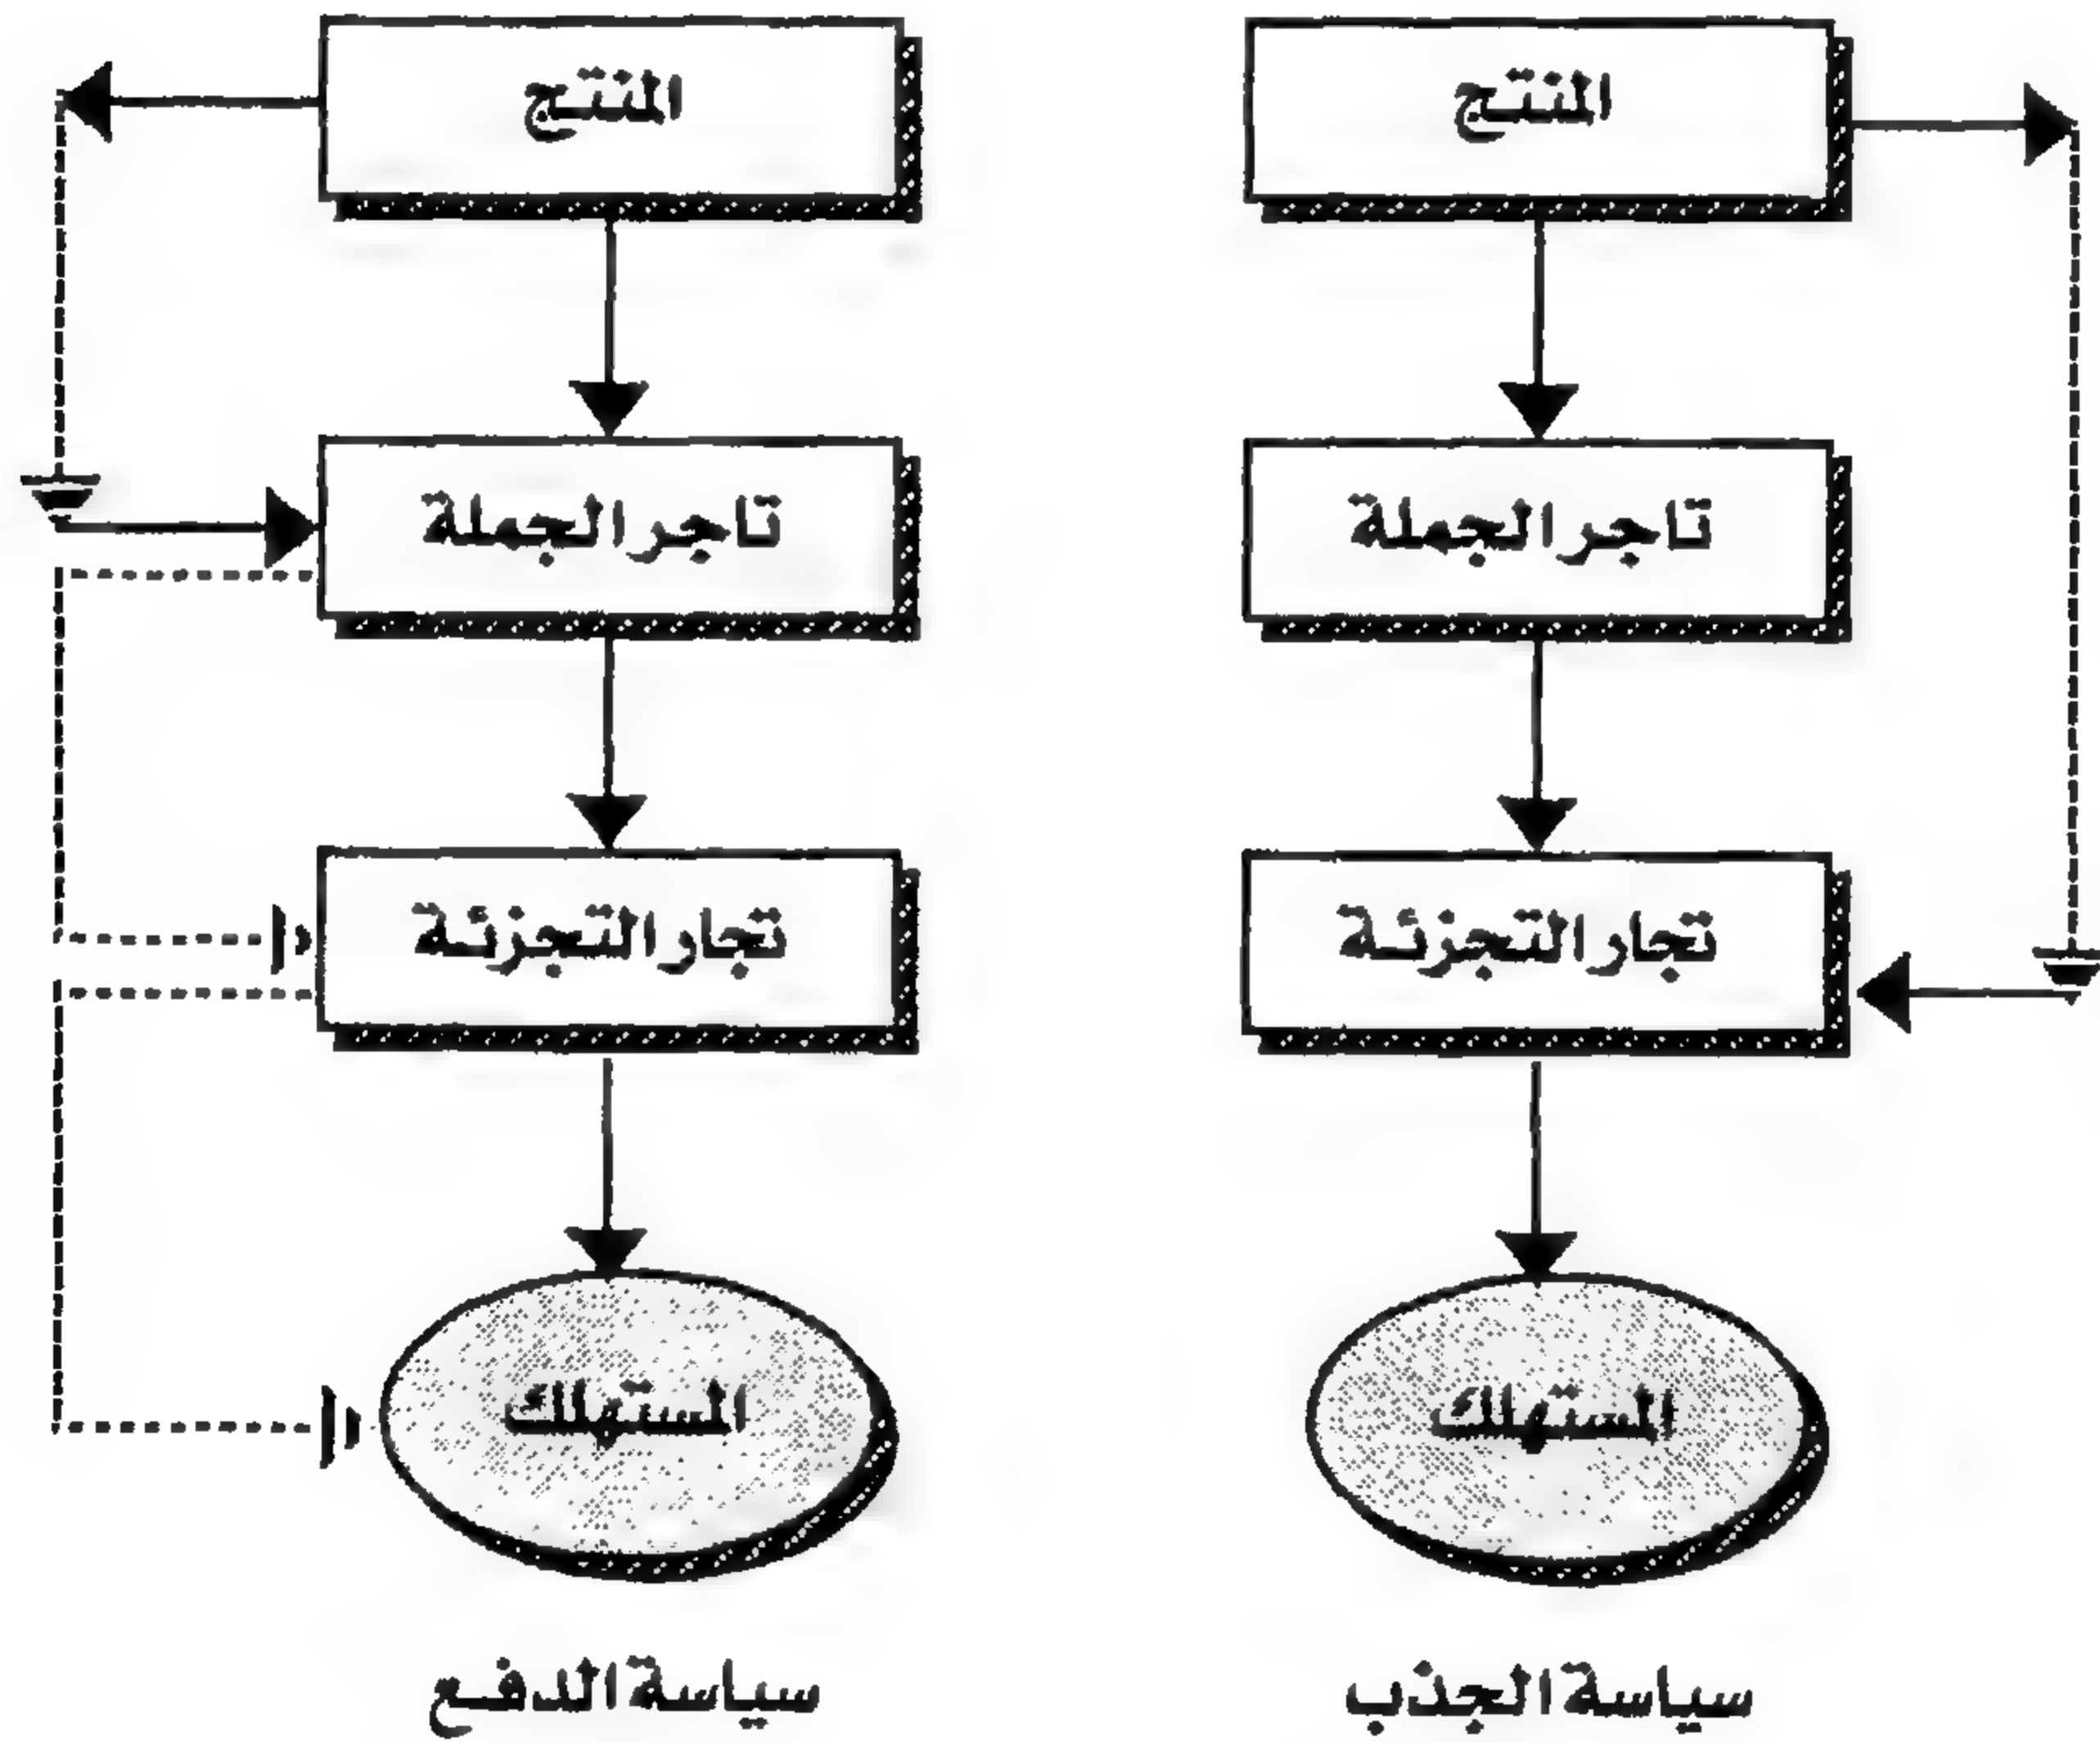 المنتج
تاجر الجملة
تجار التجزئة
المستهلك
سياسة الجذب
المنتج
تاجر الجملة
تجار التجزئة
المستهلك
سياسة الدفع